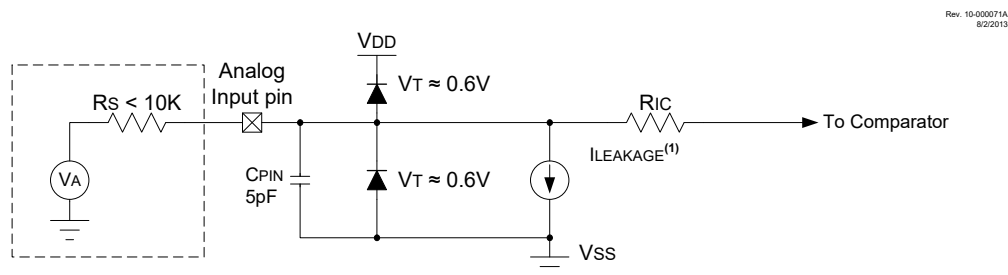 Rev. 10-000071A
8/2/2013
VDD
Analog
Input pin
VT ≈ 0.6V
RS < 10K
RIC
To Comparator
ILEAKAGE(1)
VA
CPIN
5pF
VT ≈ 0.6V
VSS